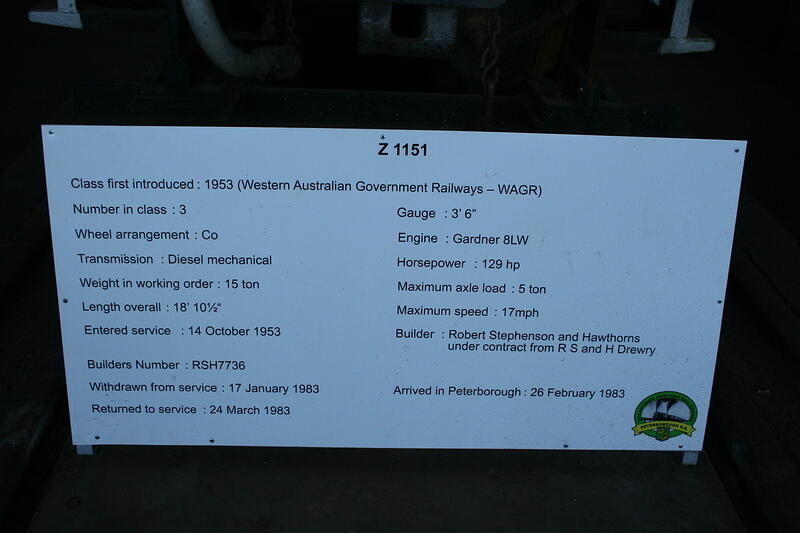 Z 1151
Class first introduced : 1953 (Western Australian Government Railways – WAGR)
Number in class : 3
Wheel arrangement : Co
Transmission : Diesel mechanical
Weight in working order : 15 ton
Length overall : 18' 10½"
Entered service : 14 October 1953
Builders Number : RSH7736
Withdrawn from service : 17 January 1983
Returned to service : 24 March 1983
Gauge : 3' 6"
Engine : Gardner 8LW
Horsepower : 129 hp
Maximum axle load : 5 ton
Maximum speed : 17mph
Builder : Robert Stephenson and Hawthorns
under contract from R S and H Drewry
Arrived in Peterborough : 26 February 1983
PETERBOROUGH S.A.